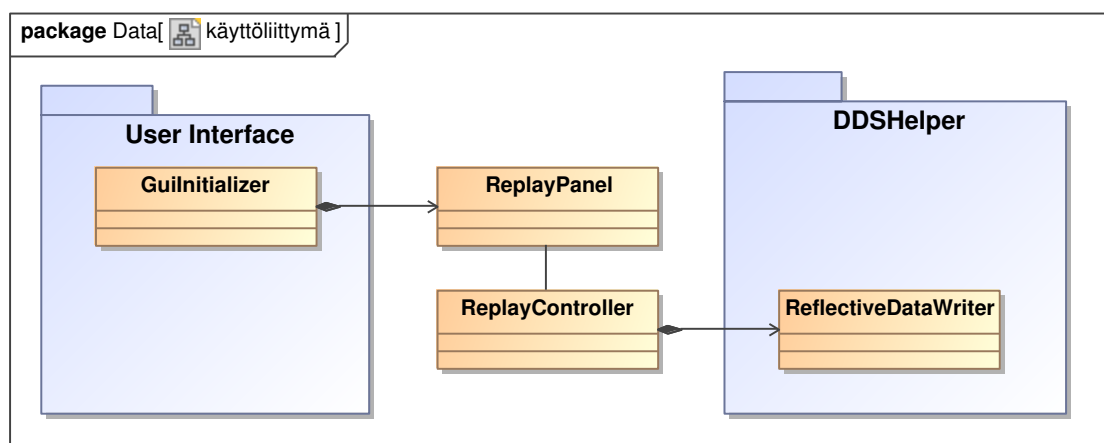 package Data[ käyttöliittymä ]
User Interface
DDSHelper
GuiInitializer
ReplayPanel
ReplayController
ReflectiveDataWriter